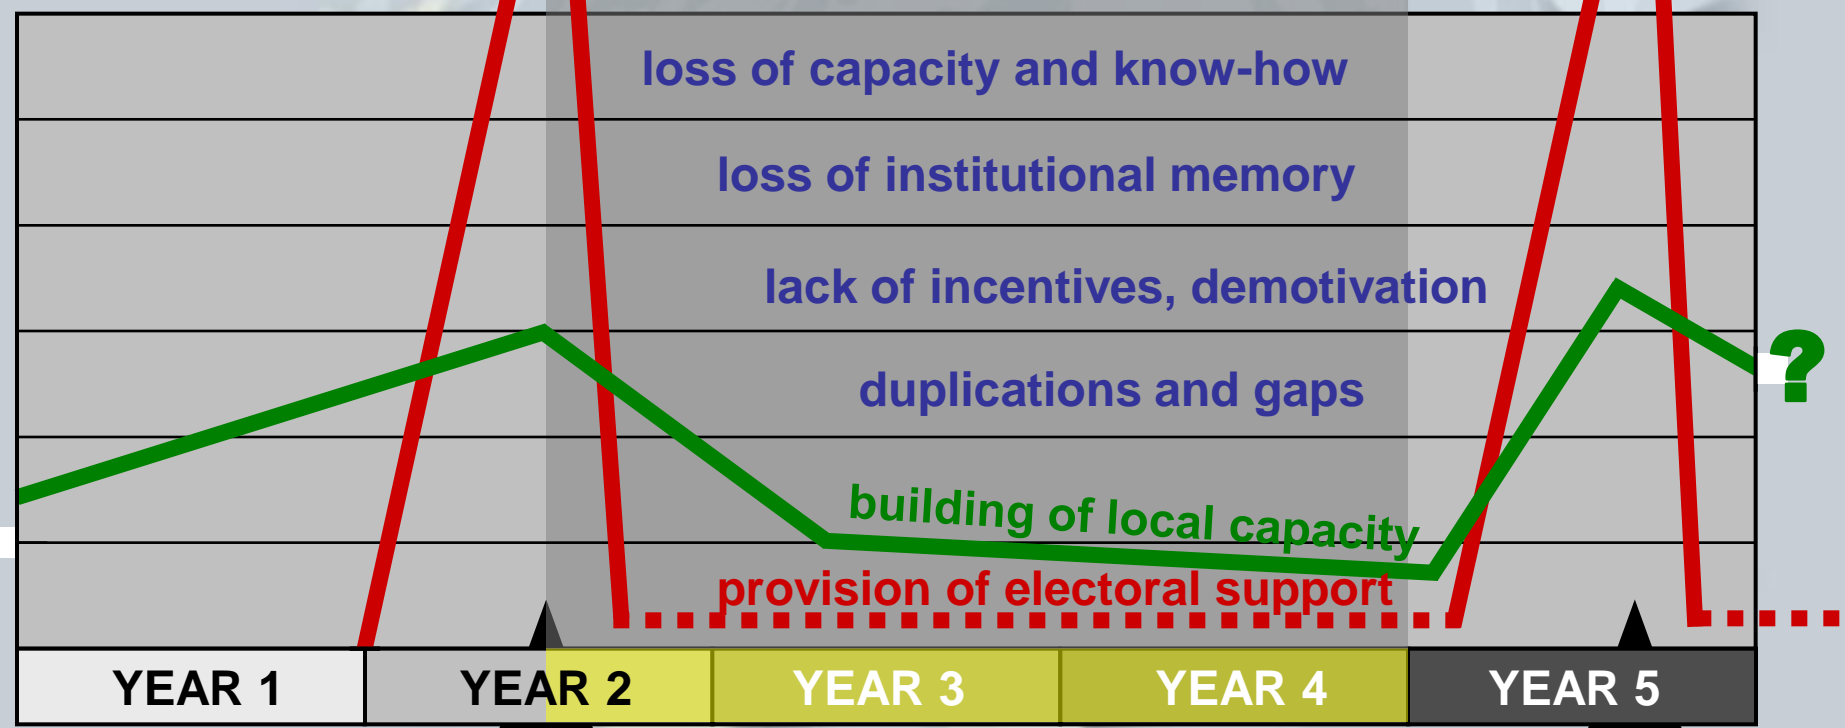 loss of capacity and know-how
loss of institutional memory
lack of incentives, demotivation
duplications and gaps
?
building of local capacity
provision of electoral support
YEAR 1
YEAR 2
YEAR 3
YEAR 4
YEAR 5